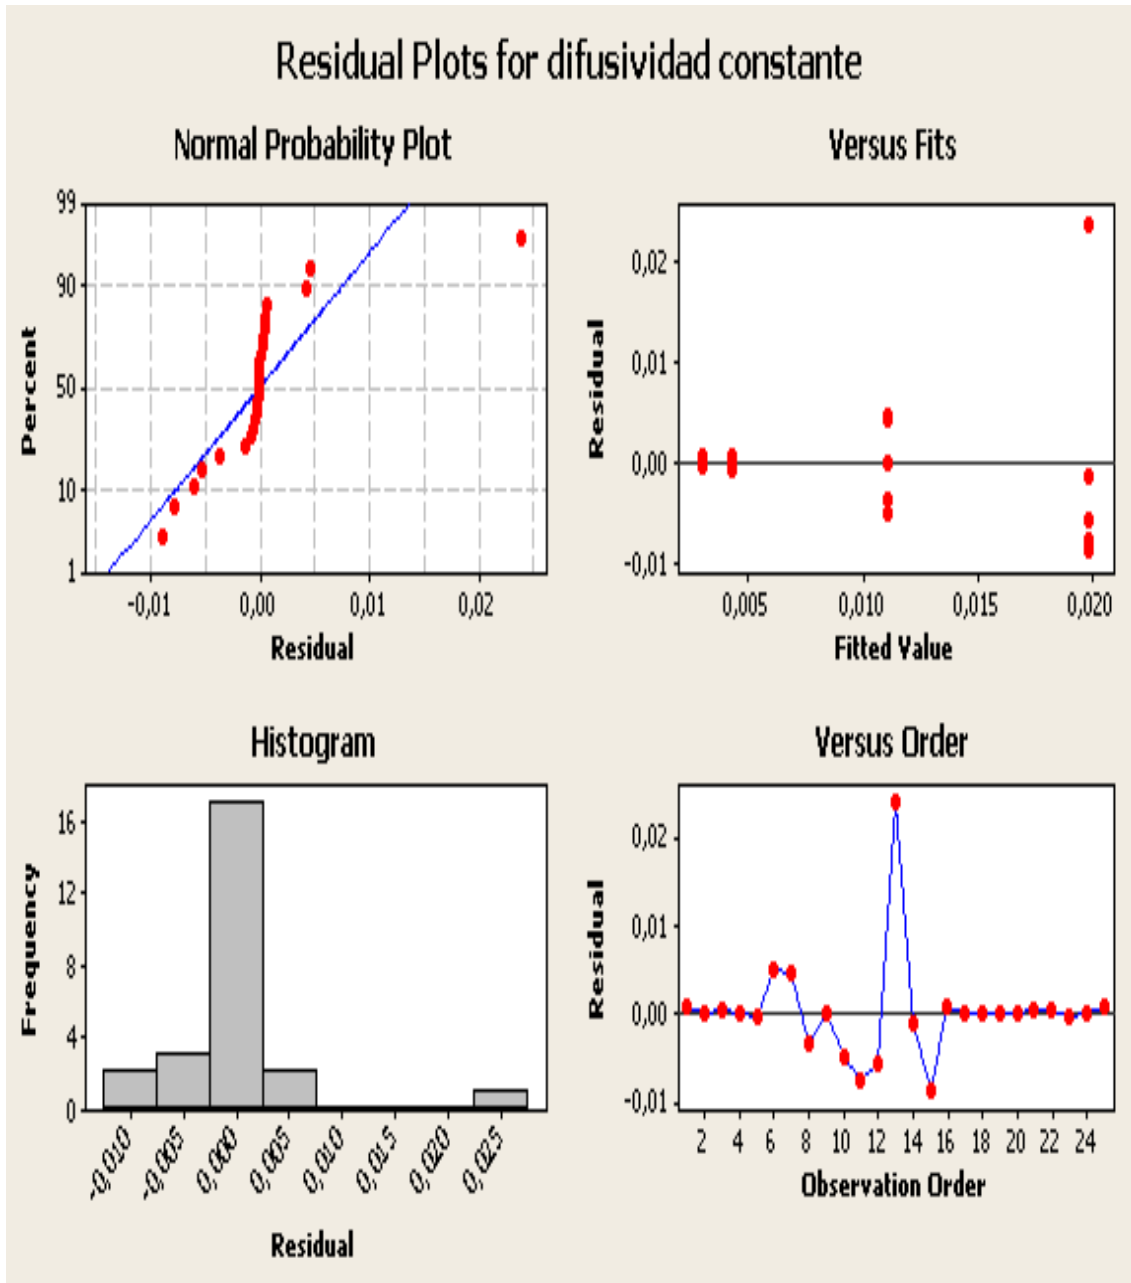 Residual Plots for difusividad constante
Normal Probability Plot
99
90
50
10
1
Percent
-0,01 0,00 0,01 0,02
Residual
Versus Fits
0,02
0,01
0,00
-0,01
Residual
0,005 0,010 0,015 0,020
Fitted Value
Histogram
16
12
8
4
0
Frequency
-0,010 -0,005 0,000 0,005 0,010 0,015 0,020 0,025
Residual
Versus Order
0,02
0,01
0,00
-0,01
Residual
2 4 6 8 10 12 14 16 18 20 22 24
Observation Order